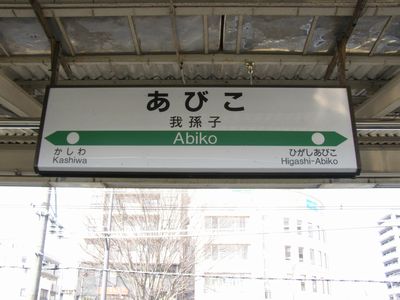 あびこ
我孫子
Abiko
かしわ
Kashiwa
ひがしあびこ
Higashi-Abiko